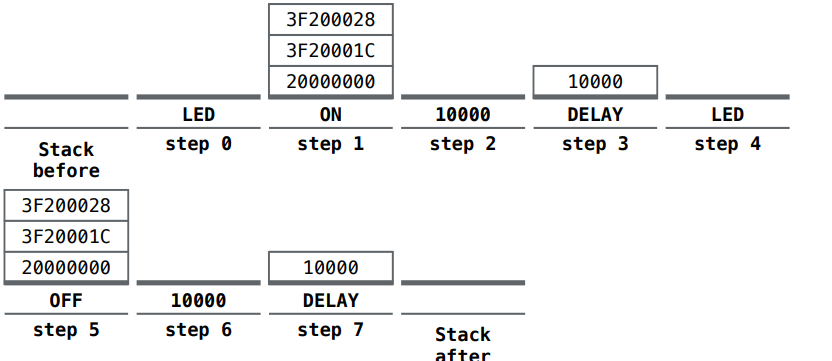 3F200028
3F20001C
20000000 10000
LED ON 10000 DELAY LED
Stack before step 0 step 1 step 2 step 3 step 4
3F200028
3F20001C
20000000 10000
OFF 10000 DELAY
step 5 step 6 step 7 Stack after